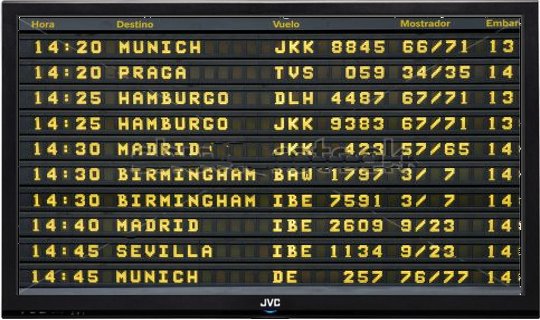 Hora Destino Vuelo Mostrador Embar
14:20 MUNICH JKK 8845 66/71 13
14:20 PRAGA TVS 059 34/35 14
14:25 HAMBURGO DLH 4487 67/71 13
14:25 HAMBURGO JKK 9383 67/71 13
14:30 MADRID JKK 423 57/65 14
14:30 BIRMINGHAM BAW 7797 3/ 7 14
14:30 BIRMINGHAM IBE 7591 3/ 7 14
14:40 MADRID IBE 2609 9/23 14
14:45 SEVILLA IBE 1134 9/23 14
14:45 MUNICH DE 257 76/77 14
JVC